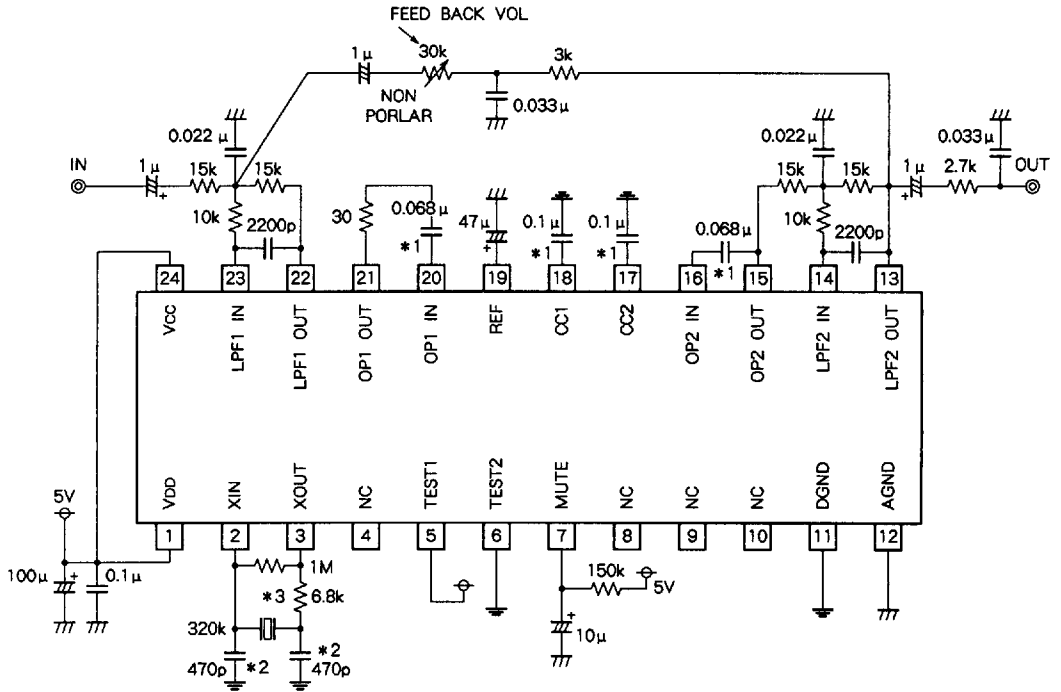 FEED BACK VOL
1μ
30k
3k
NON
PORLAR
0.033μ
0.022 μ
0.022μ
0.033μ
IN
1μ
15k
15k
15k
15k
1μ
2.7k
OUT
10k
2200p
30
0.068μ
*1
47μ
0.1μ
*1
0.1μ
*1
0.068μ
*1
10k
2200p
+
+
+
24
23
22
21
20
19
18
17
16
15
14
13
VCC
LPF1 IN
LPF1 OUT
OP1 OUT
OP1 IN
REF
CC1
CC2
OP2 IN
OP2 OUT
LPF2 IN
LPF2 OUT
VDD
XIN
XOUT
NC
TEST1
TEST2
MUTE
NC
NC
NC
DGND
AGND
1
2
3
4
5
6
7
8
9
10
11
12
5V
100μ
+
0.1μ
1M
*3
6.8k
320k
*2
470p
*2
470p
150k
5V
+
10μ